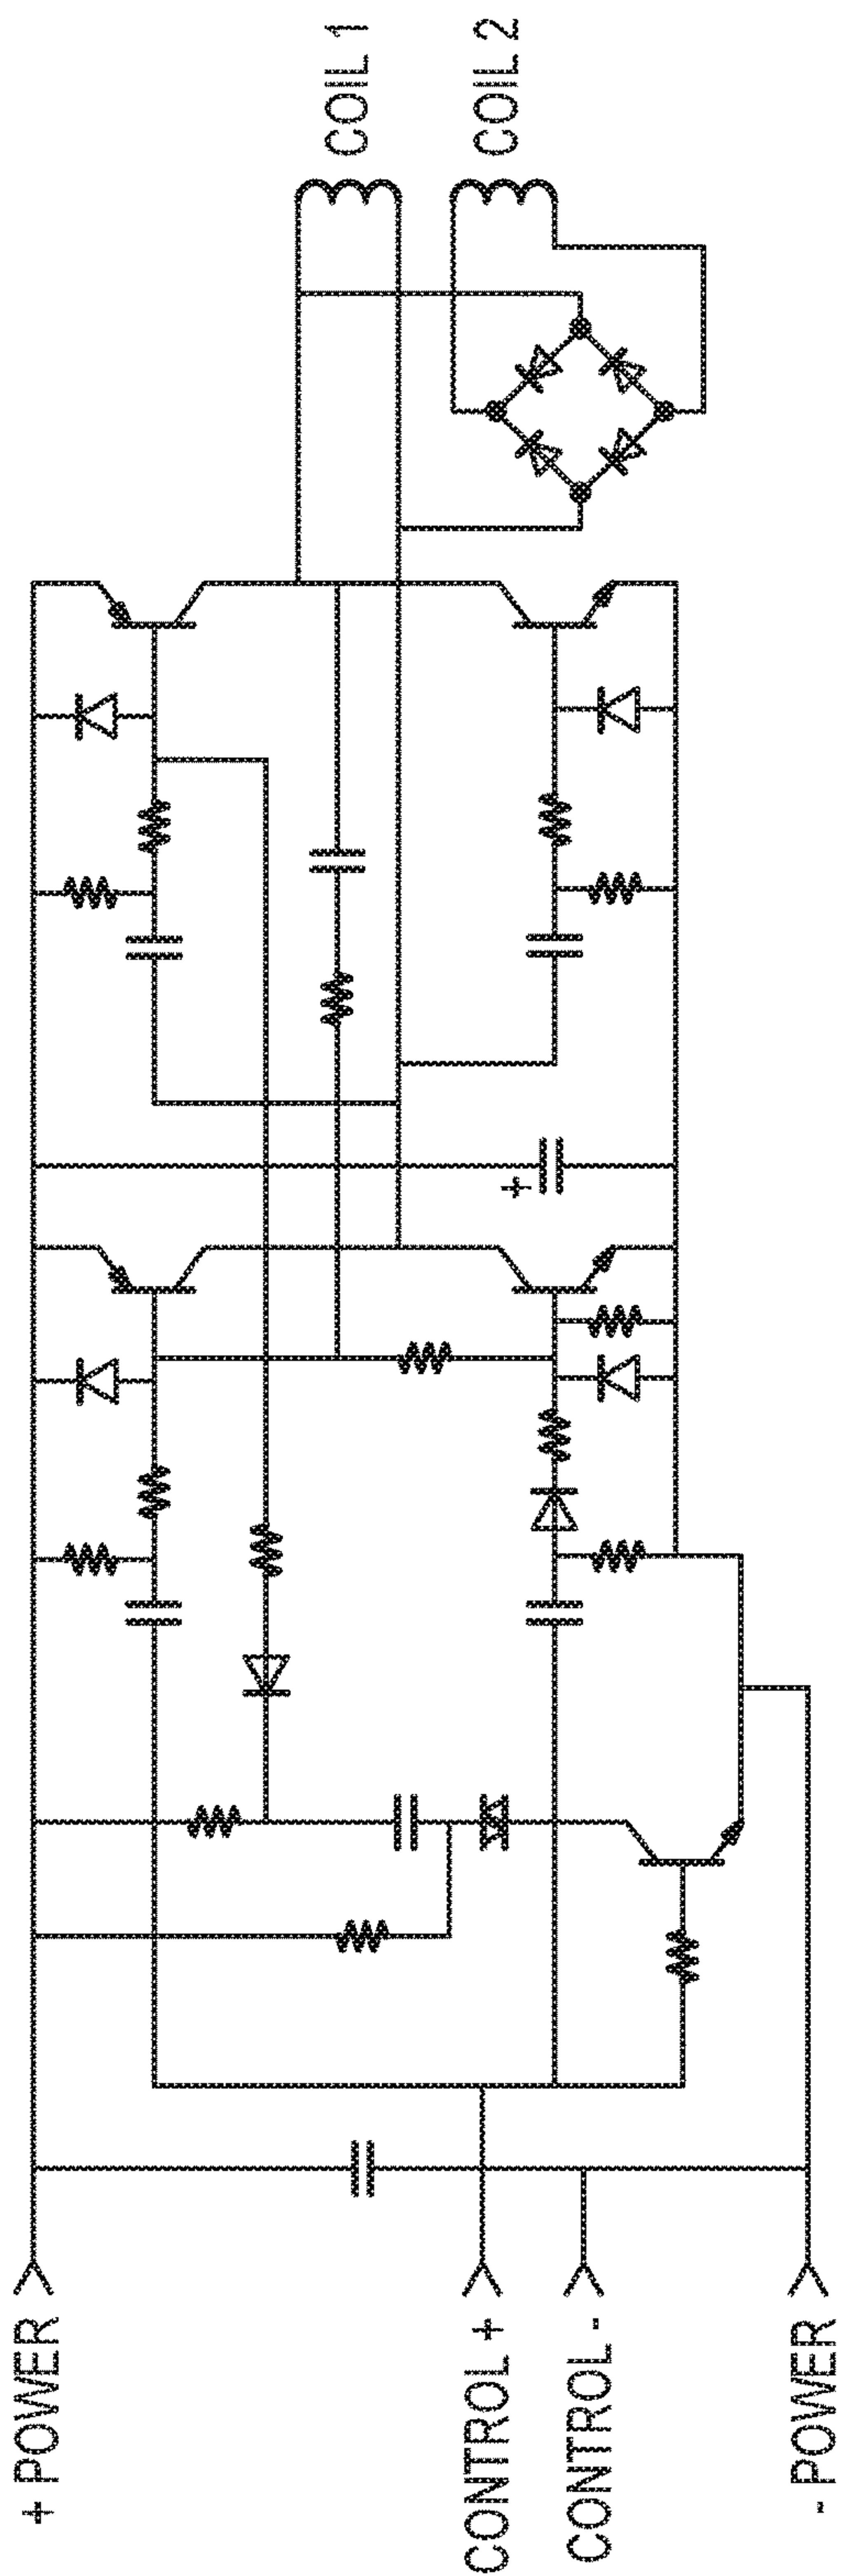 COIL 1
COIL 2
+
+ POWER
CONTROL +
CONTROL -
- POWER